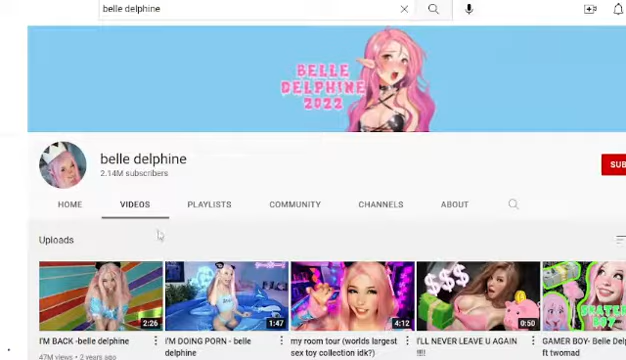 belle delphine
BELLE
DELPHINE
2022
belle delphine
2.14M subscribers
SUB
HOME
VIDEOS
PLAYLISTS
COMMUNITY
CHANNELS
ABOUT
Uploads
2:26
1:47
4:12
$$$
0:50
I'M BACK -belle delphine
47M views • 2 years ago
I'M DOING PORN - belle
delphine
my room tour (worlds largest
sex toy collection idk?)
I'LL NEVER LEAVE U AGAIN
!!!!
GAMER BOY- Belle Del
ft twomad